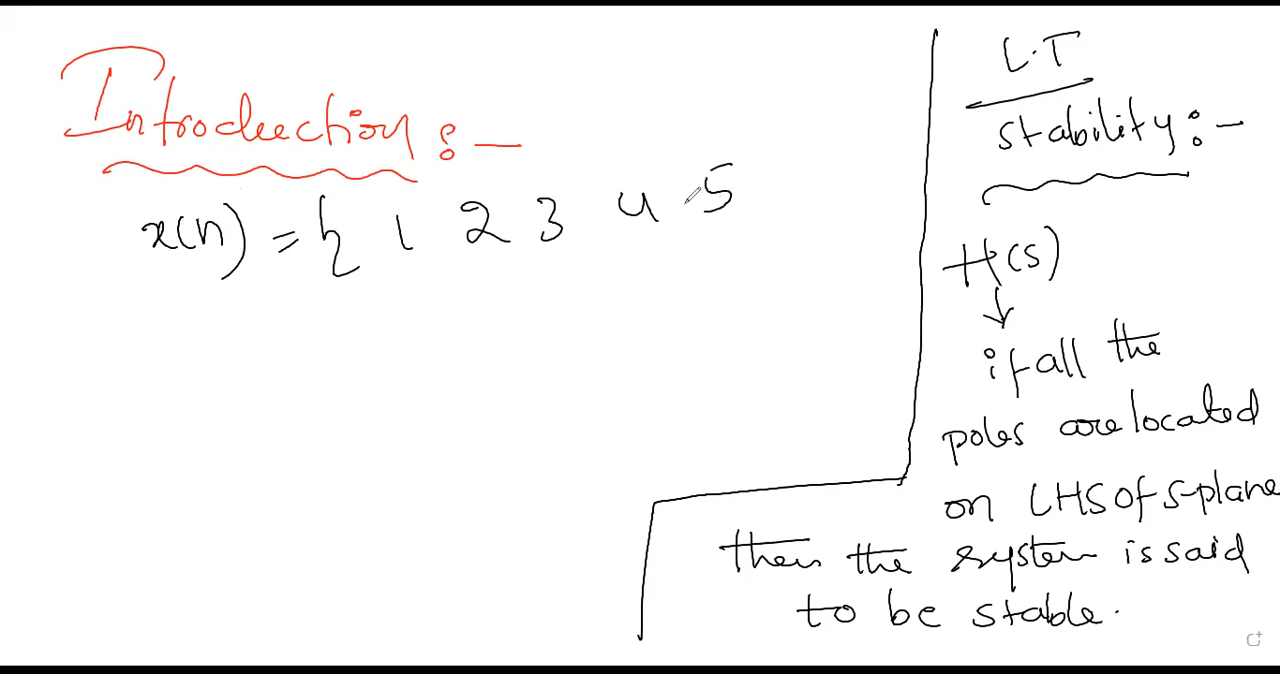 Introduction :-
x(n) = { 1 2 3 4 5
L.T
stability :-
H(s)
↓
if all the
poles are located
on LHS of s-plane
then the system is said
to be stable.